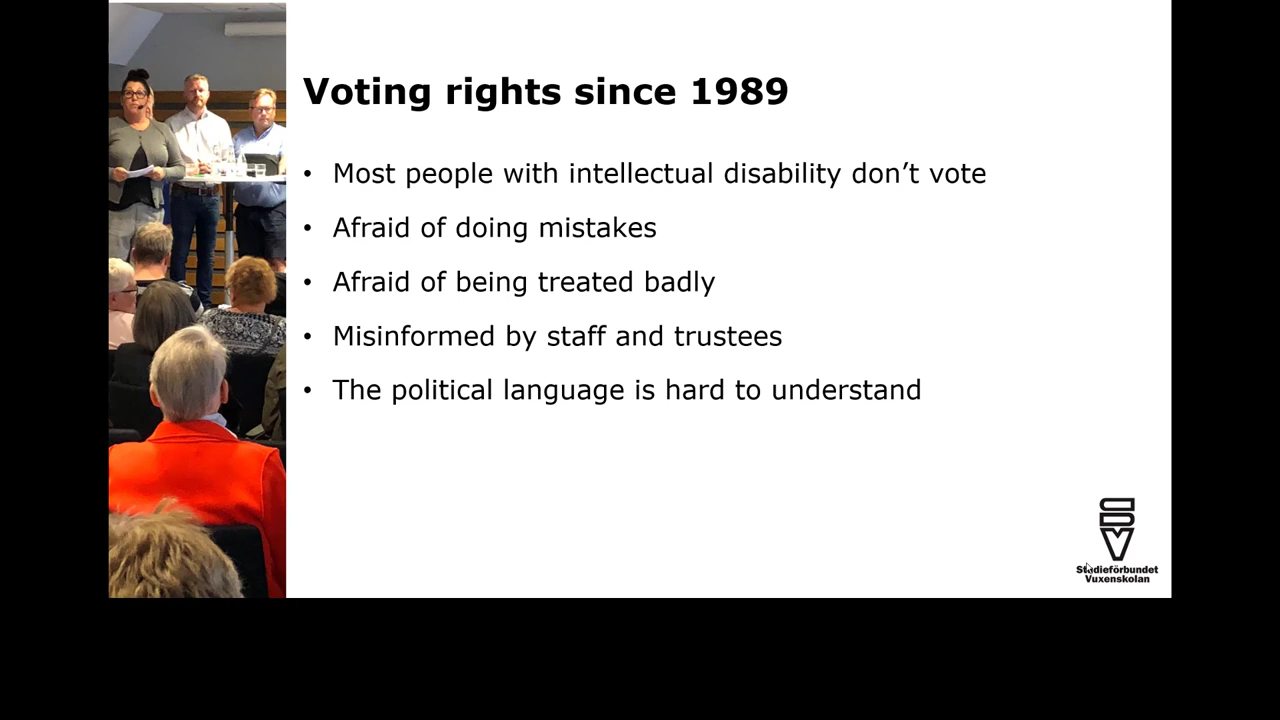 Voting rights since 1989
• Most people with intellectual disability don’t vote
• Afraid of doing mistakes
• Afraid of being treated badly
• Misinformed by staff and trustees
• The political language is hard to understand
SV
Studieförbundet
Vuxenskolan